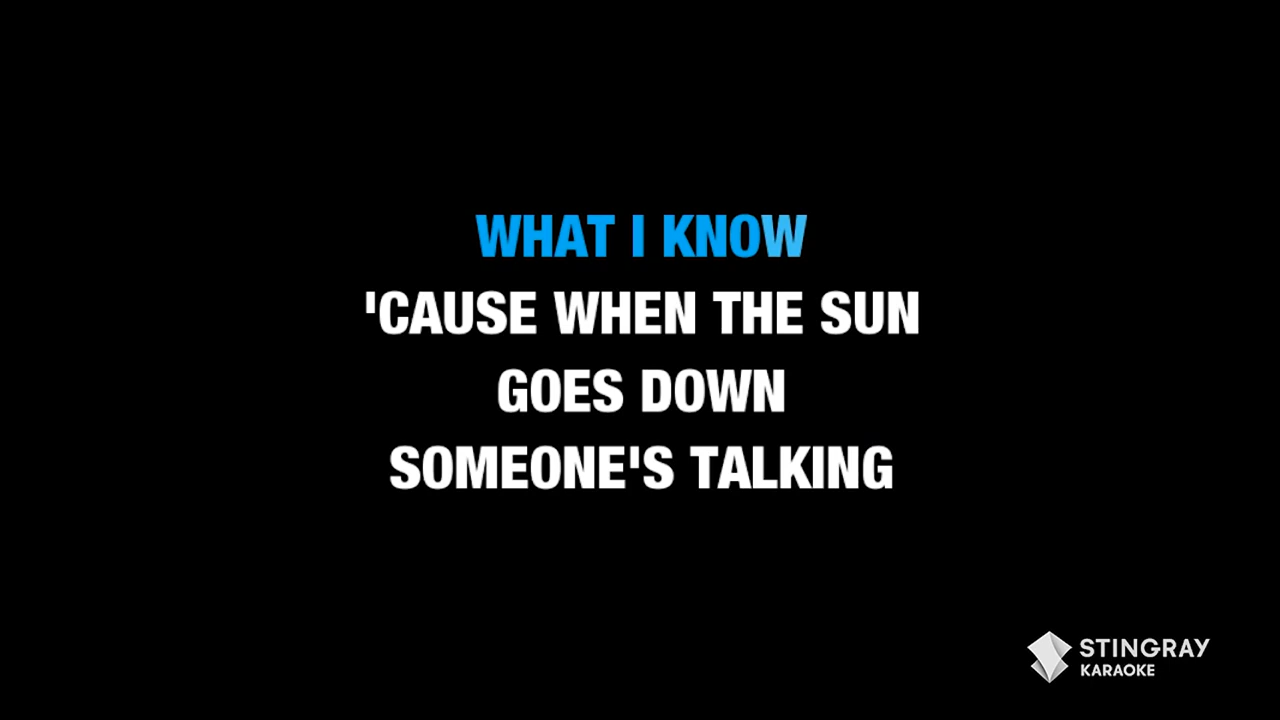 WHAT I KNOW
'CAUSE WHEN THE SUN
GOES DOWN
SOMEONE'S TALKING
STINGRAY
KARAOKE